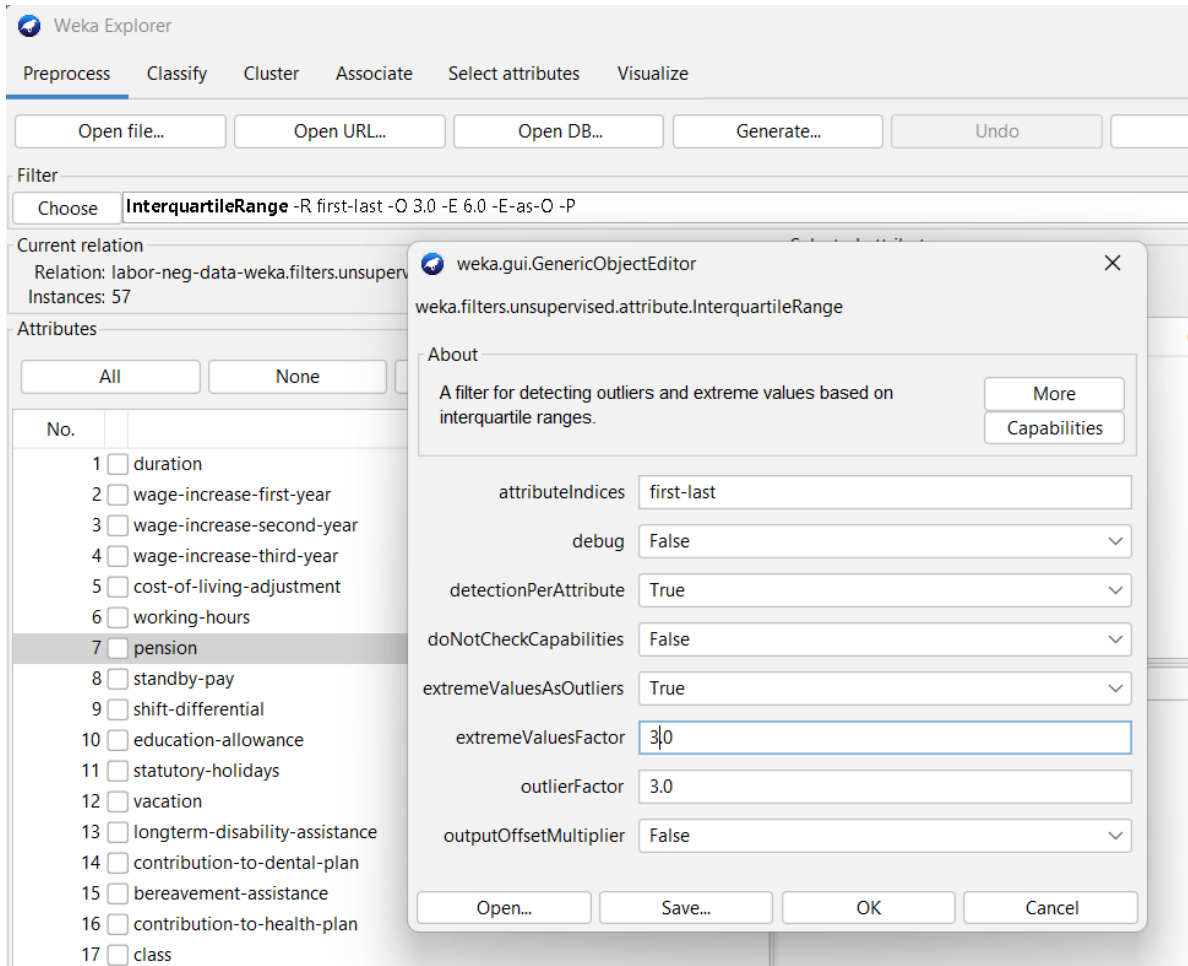 Weka Explorer
Preprocess Classify Cluster Associate Select attributes Visualize
Open file... Open URL... Open DB... Generate... Undo
Filter
Choose InterquartileRange -R first-last -O 3.0 -E 6.0 -E-as-O -P
Current relation
Relation: labor-neg-data-weka.filters.unsuperv
Instances: 57
Attributes
All None
No.
1 duration
2 wage-increase-first-year
3 wage-increase-second-year
4 wage-increase-third-year
5 cost-of-living-adjustment
6 working-hours
7 pension
8 standby-pay
9 shift-differential
10 education-allowance
11 statutory-holidays
12 vacation
13 longterm-disability-assistance
14 contribution-to-dental-plan
15 bereavement-assistance
16 contribution-to-health-plan
17 class
weka.gui.GenericObjectEditor
weka.filters.unsupervised.attribute.InterquartileRange
About
A filter for detecting outliers and extreme values based on
interquartile ranges.
More
Capabilities
attributeIndices first-last
debug False
detectionPerAttribute True
doNotCheckCapabilities False
extremeValuesAsOutliers True
extremeValuesFactor 3.0
outlierFactor 3.0
outputOffsetMultiplier False
Open... Save... OK Cancel